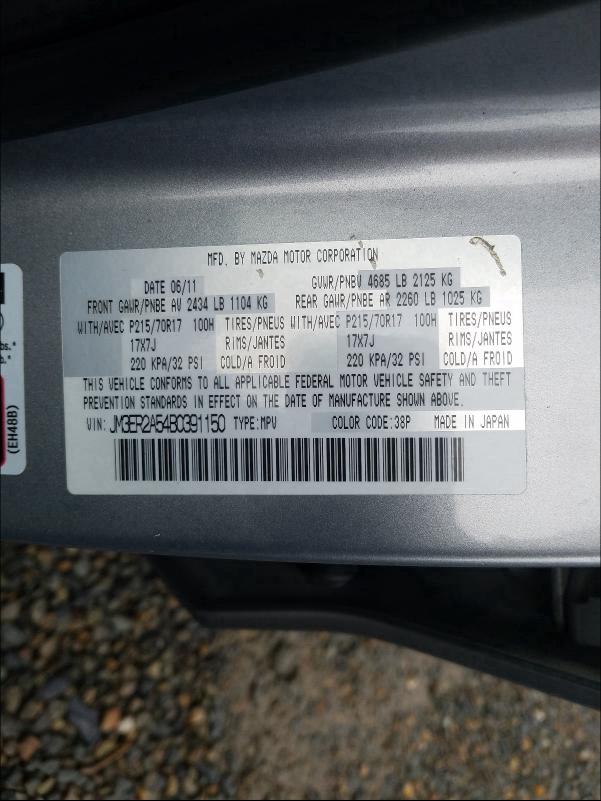 MFD. BY MAZDA MOTOR CORPORATION
DATE 06/11 GVWR/PNBV 4685 LB 2125 KG
FRONT GAWR/PNBE AV 2434 LB 1104 KG REAR GAWR/PNBE AR 2260 LB 1025 KG
WITH/AVEC P215/70R17 100H TIRES/PNEUS WITH/AVEC P215/70R17 100H TIRES/PNEUS
17X7J RIMS/JANTES 17X7J RIMS/JANTES
220 KPA/32 PSI COLD/A FROID 220 KPA/32 PSI COLD/A FROID
THIS VEHICLE CONFORMS TO ALL APPLICABLE FEDERAL MOTOR VEHICLE SAFETY AND THEFT
PREVENTION STANDARDS IN EFFECT ON THE DATE OF MANUFACTURE SHOWN ABOVE.
VIN: JM3ER2A54B0391150 TYPE:MPV COLOR CODE:38P MADE IN JAPAN
(EH48B)